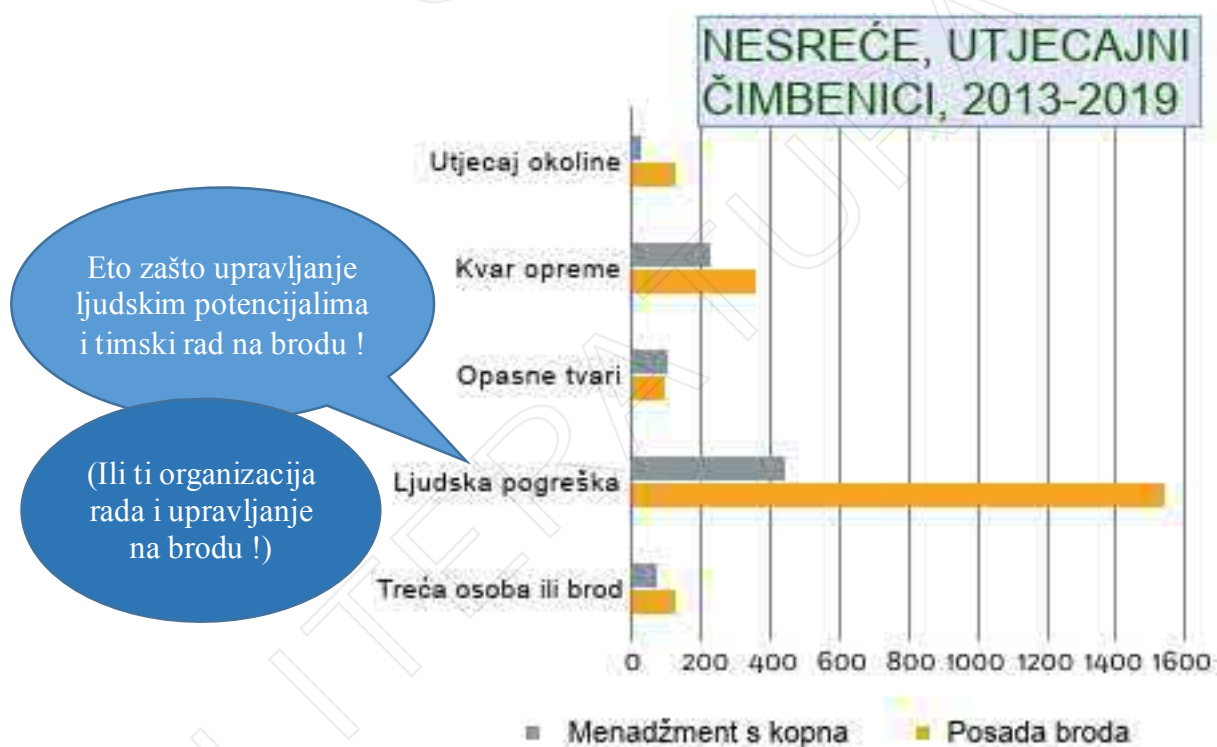 NESREĆE, UTJECAJNI
ČIMBENICI, 2013-2019
Utjecaj okoline
Kvar opreme
Opasne tvari
Ljudska pogreška
Treća osoba ili brod
Eto zašto upravljanje
ljudskim potencijalima
i timski rad na brodu !
(Ili ti organizacija
rada i upravljanje
na brodu !)
0 200 400 600 800 1000 1200 1400 1600
Menadžment s kopna Posada broda